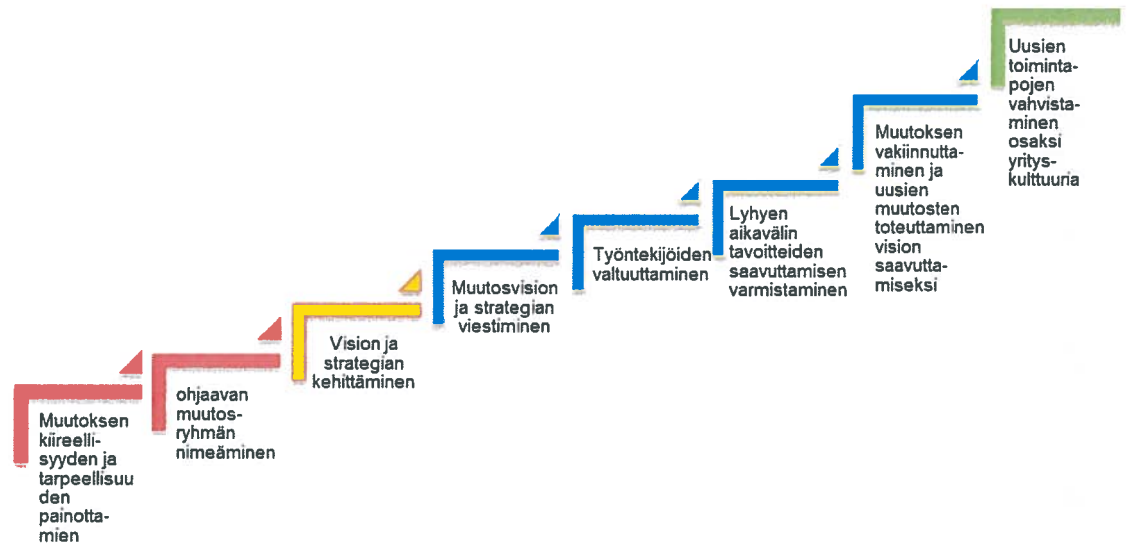 Muutoksen
kiireelli-
syyden ja
tarpeellisuu
den
painotta-
mien
ohjaavan
muutos-
ryhmän
nimeäminen
Vision ja
strategian
kehittäminen
Muutosvision
ja strategian
viestiminen
Työntekijöiden
valtuuttaminen
Lyhyen
aikavälin
tavoitteiden
saavuttamisen
varmistaminen
Muutoksen
vakiinnutta-
minen ja
uusien
muutosten
toteuttaminen
vision
saavutta-
miseksi
Uusien
toiminta-
pojen
vahvista-
minen
osaksi
yritys-
kulttuuria